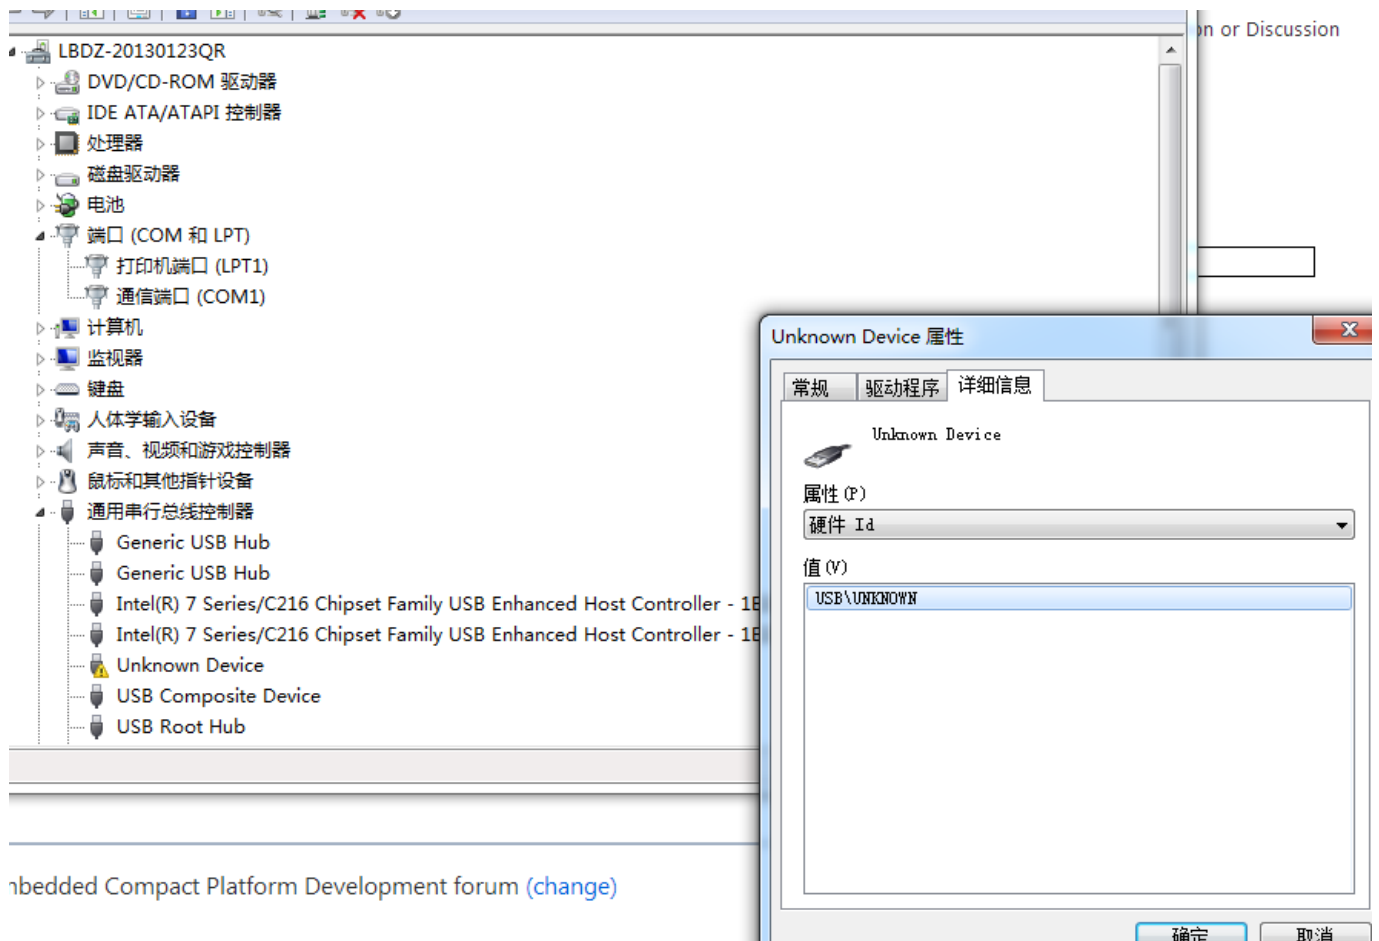 on or Discussion
LBDZ-20130123QR
DVD/CD-ROM 驱动器
IDE ATA/ATAPI 控制器
处理器
磁盘驱动器
电池
端口 (COM 和 LPT)
打印机端口 (LPT1)
通信端口 (COM1)
计算机
监视器
键盘
人体学输入设备
声音、视频和游戏控制器
鼠标和其他指针设备
通用串行总线控制器
Generic USB Hub
Generic USB Hub
Intel(R) 7 Series/C216 Chipset Family USB Enhanced Host Controller - 1E
Intel(R) 7 Series/C216 Chipset Family USB Enhanced Host Controller - 1E
Unknown Device
USB Composite Device
USB Root Hub
Unknown Device 属性
常规 驱动程序 详细信息
Unknown Device
属性(P)
硬件 Id
值(V)
USB\UNKNOWN
确定 取消
mbedded Compact Platform Development forum (change)